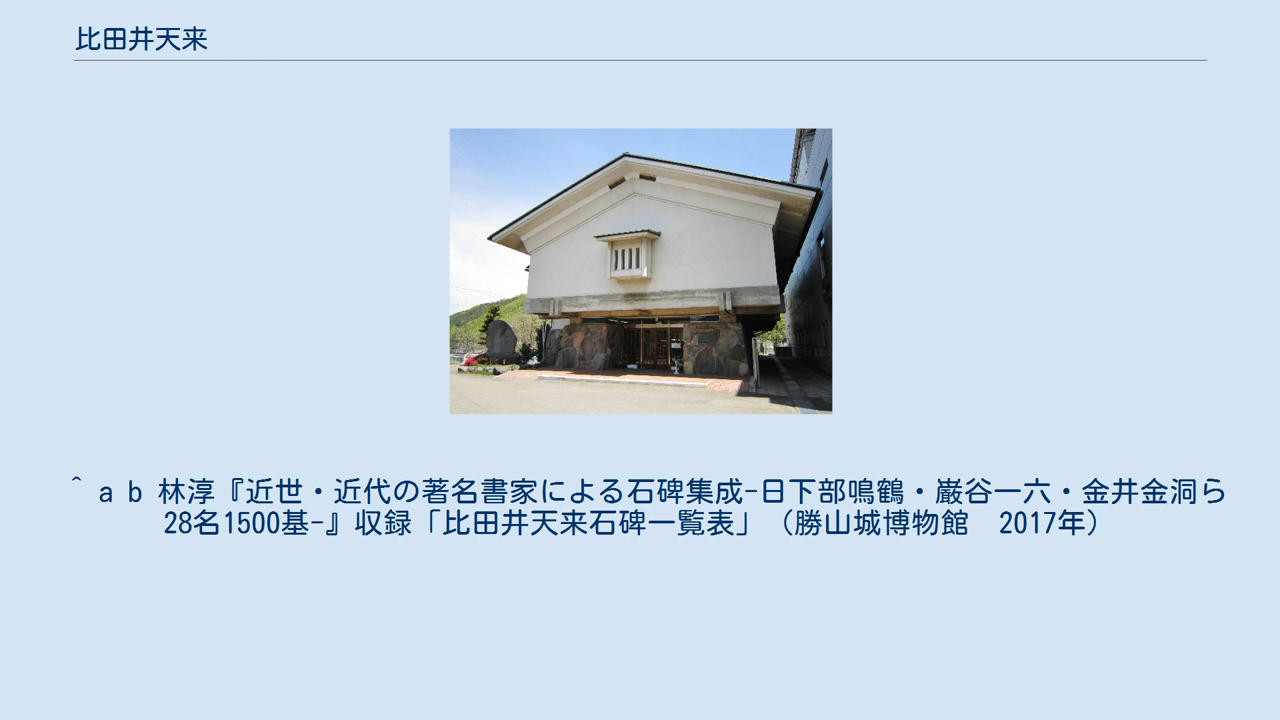 比田井天来
^ a b 林淳『近世・近代の著名書家による石碑集成-日下部鳴鶴・巌谷一六・金井金洞ら
28名1500基-』収録「比田井天来石碑一覧表」（勝山城博物館　2017年）